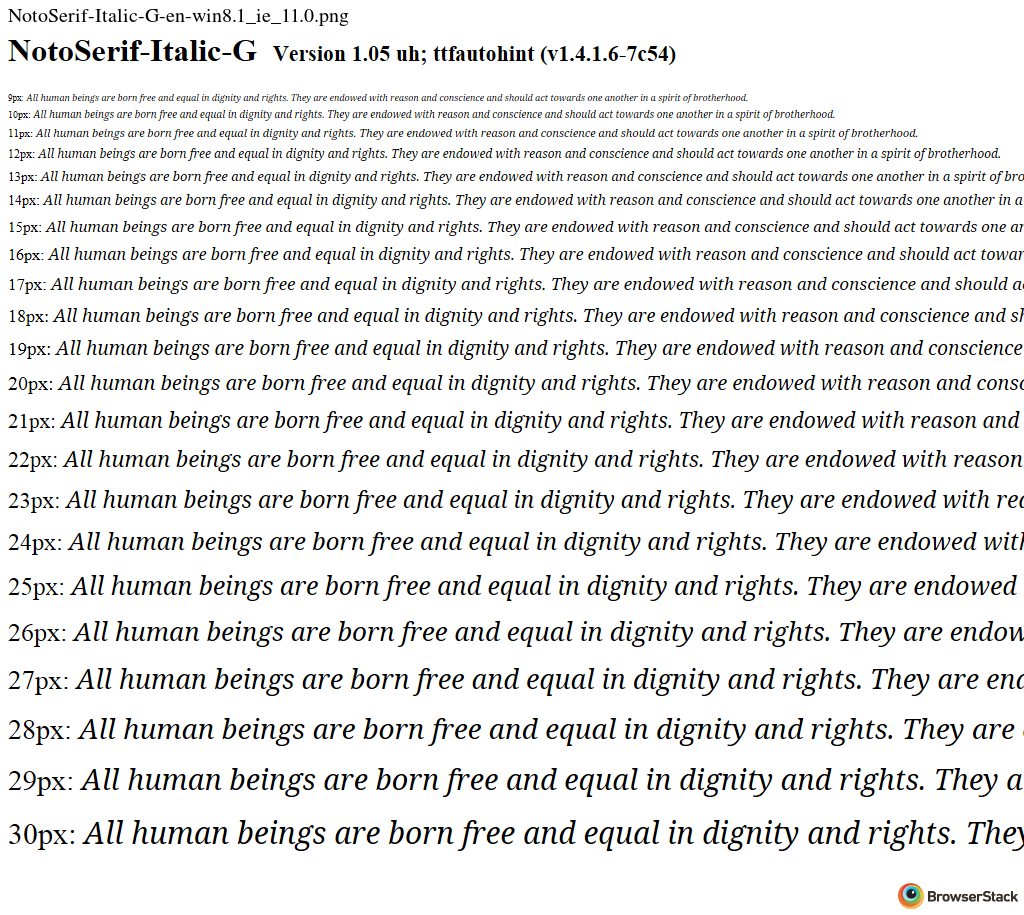 NotoSerif-Italic-G-en-win8.1_ie_11.0.png
NotoSerif-Italic-G Version 1.05 uh; ttfautohint (v1.4.1.6-7c54)
9px: All human beings are born free and equal in dignity and rights. They are endowed with reason and conscience and should act towards one another in a spirit of brotherhood.
10px: All human beings are born free and equal in dignity and rights. They are endowed with reason and conscience and should act towards one another in a spirit of brotherhood.
11px: All human beings are born free and equal in dignity and rights. They are endowed with reason and conscience and should act towards one another in a spirit of brotherhood.
12px: All human beings are born free and equal in dignity and rights. They are endowed with reason and conscience and should act towards one another in a spirit of brotherhood.
13px: All human beings are born free and equal in dignity and rights. They are endowed with reason and conscience and should act towards one another in a spirit of bro
14px: All human beings are born free and equal in dignity and rights. They are endowed with reason and conscience and should act towards one another in a
15px: All human beings are born free and equal in dignity and rights. They are endowed with reason and conscience and should act towards one an
16px: All human beings are born free and equal in dignity and rights. They are endowed with reason and conscience and should act towar
17px: All human beings are born free and equal in dignity and rights. They are endowed with reason and conscience and should a
18px: All human beings are born free and equal in dignity and rights. They are endowed with reason and conscience and sh
19px: All human beings are born free and equal in dignity and rights. They are endowed with reason and conscience
20px: All human beings are born free and equal in dignity and rights. They are endowed with reason and consc
21px: All human beings are born free and equal in dignity and rights. They are endowed with reason and
22px: All human beings are born free and equal in dignity and rights. They are endowed with reason
23px: All human beings are born free and equal in dignity and rights. They are endowed with rea
24px: All human beings are born free and equal in dignity and rights. They are endowed with
25px: All human beings are born free and equal in dignity and rights. They are endowed
26px: All human beings are born free and equal in dignity and rights. They are endow
27px: All human beings are born free and equal in dignity and rights. They are end
28px: All human beings are born free and equal in dignity and rights. They are
29px: All human beings are born free and equal in dignity and rights. They a
30px: All human beings are born free and equal in dignity and rights. They
BrowserStack